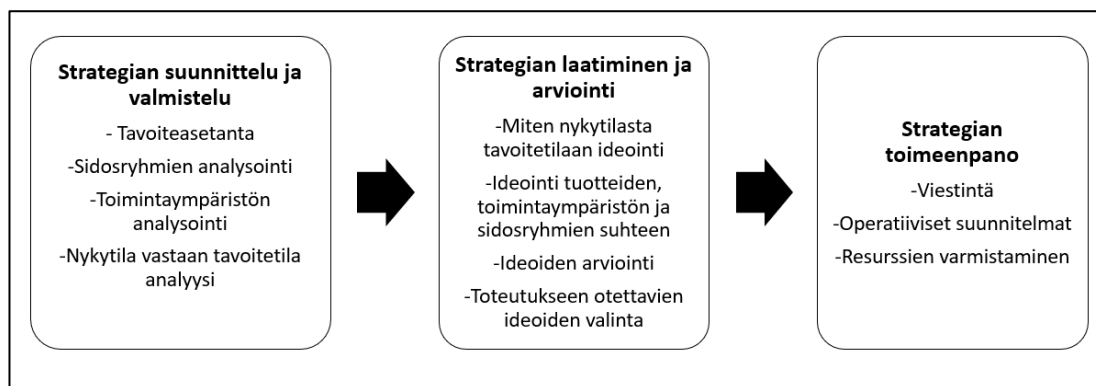 Strategian suunnittelu ja
valmistelu
- Tavoiteasetanta
-Sidosryhmien analysointi
-Toimintaympäristön
analysointi
-Nykytila vastaan tavoitetila
analyysi
Strategian laatiminen ja
arviointi
-Miten nykytilasta
tavoitetilaan ideointi
-Ideointi tuotteiden,
toimintaympäristön ja
sidosryhmien suhteen
-Ideoiden arviointi
-Toteutukseen otettavien
ideoiden valinta
Strategian
toimeenpano
-Viestintä
-Operatiiviset suunnitelmat
-Resurssien varmistaminen